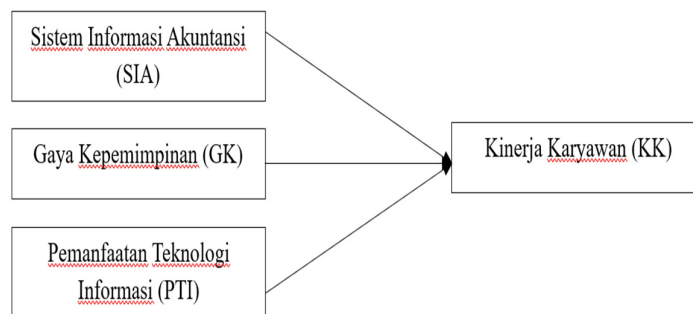 Sistem Informasi Akuntansi
(SIA)
Gaya Kepemimpinan (GK)
Kinerja Karyawan (KK)
Pemanfaatan Teknologi
Informasi (PTI)